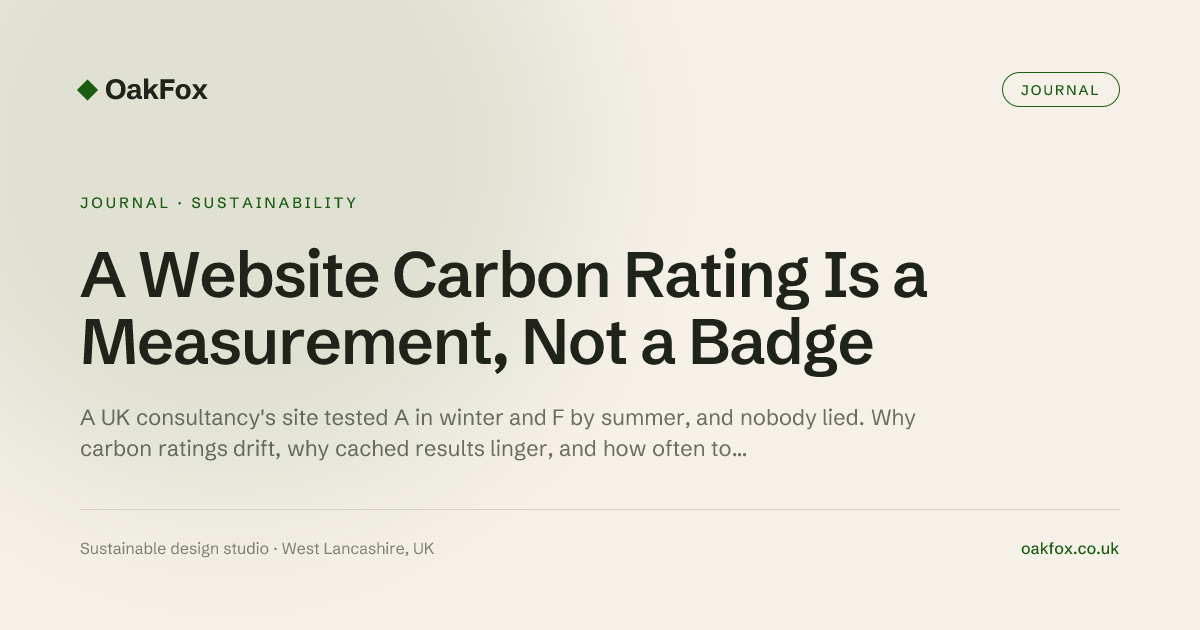 OakFox
JOURNAL
JOURNAL · SUSTAINABILITY
A Website Carbon Rating Is a
Measurement, Not a Badge
A UK consultancy's site tested A in winter and F by summer, and nobody lied. Why
carbon ratings drift, why cached results linger, and how often to…
Sustainable design studio · West Lancashire, UK
oakfox.co.uk